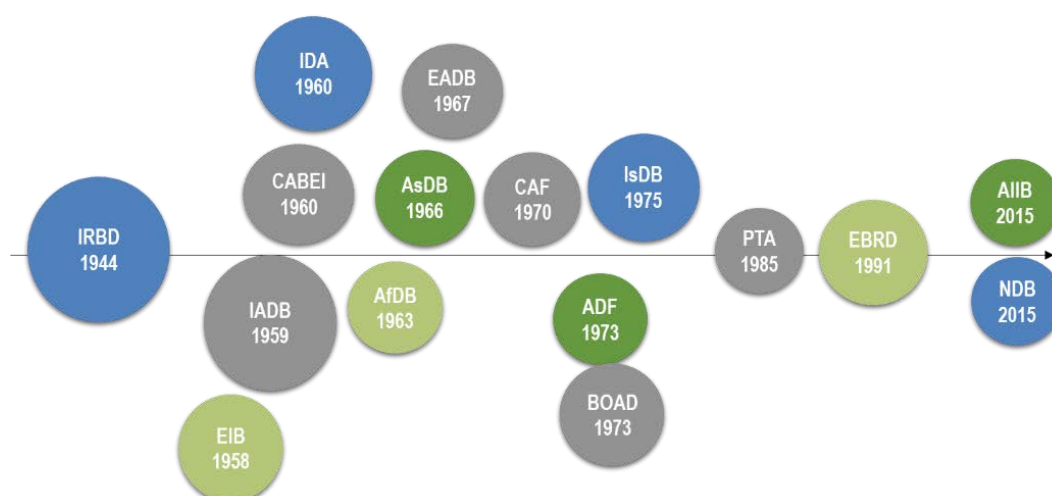 IRBD
1944
EIB
1958
IADB
1959
IDA
1960
CABEI
1960
AfDB
1963
AsDB
1966
EADB
1967
CAF
1970
ADF
1973
BOAD
1973
IsDB
1975
PTA
1985
EBRD
1991
AIIB
2015
NDB
2015